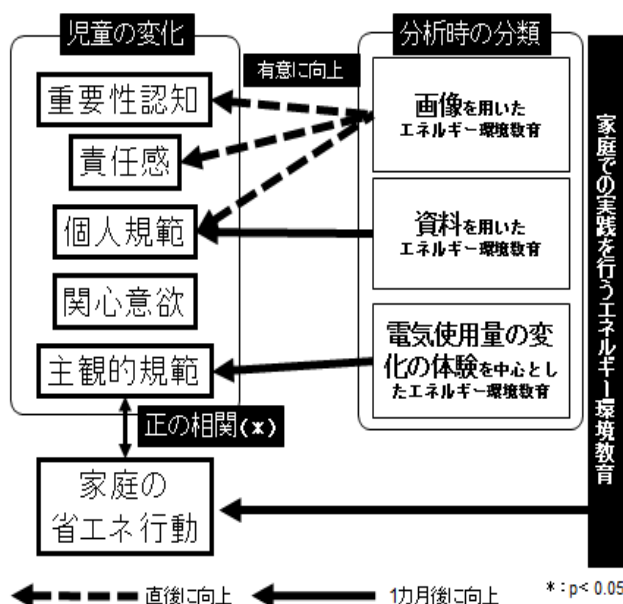 児童の変化
分析時の分類
有意に向上
重要性認知
責任感
個人規範
関心意欲
主観的規範
画像を用いた
エネルギー環境教育
資料を用いた
エネルギー環境教育
電気使用量の変
化の体験を中心とし
たエネルギー環境教育
家庭での実践を行うエネルギー環境教育
正の相関(*)
家庭の
省エネ行動
直後に向上
1カ月後に向上
*:p< 0.05